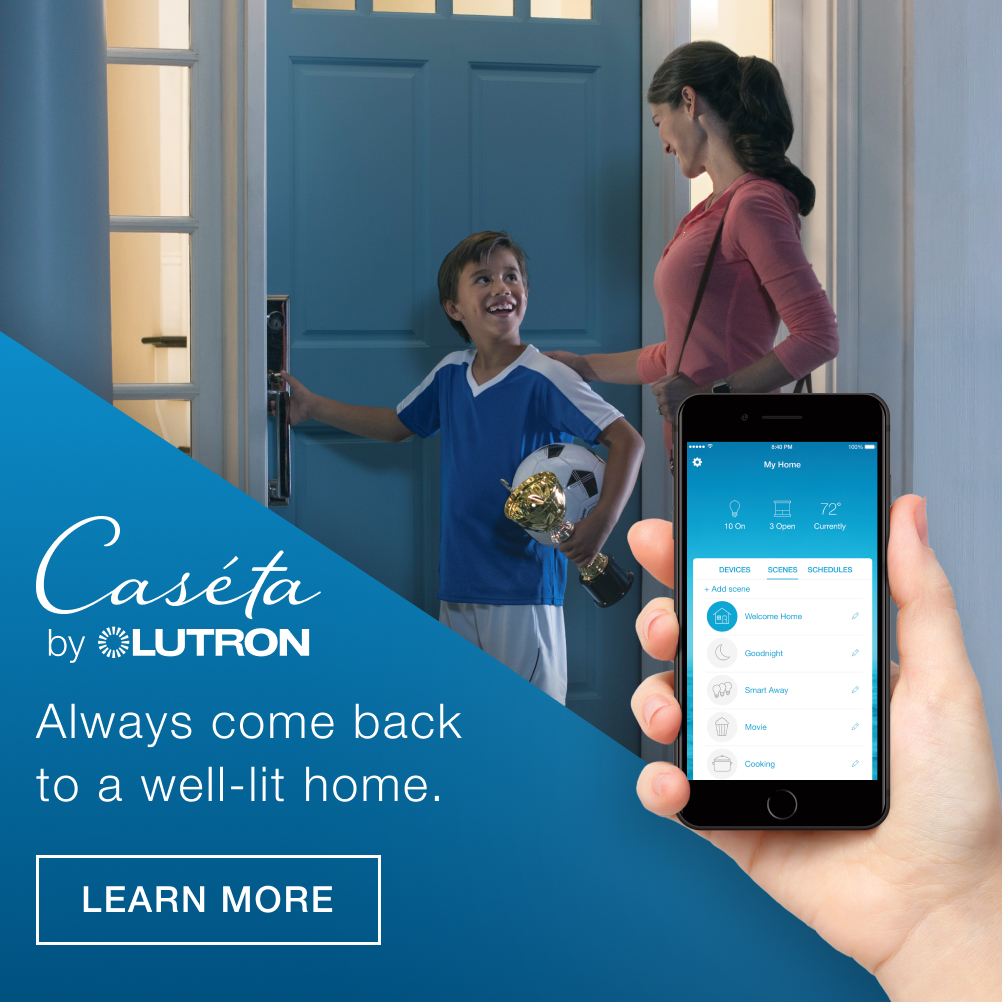 8:40 PM
100%
My Home
72°
10 On
3 Open
Currently
DEVICES
SCENES
SCHEDULES
+ Add scene
Welcome Home
Goodnight
Smart Away
Movie
Cooking
Caséta
by LUTRON
Always come back
to a well-lit home.
LEARN MORE